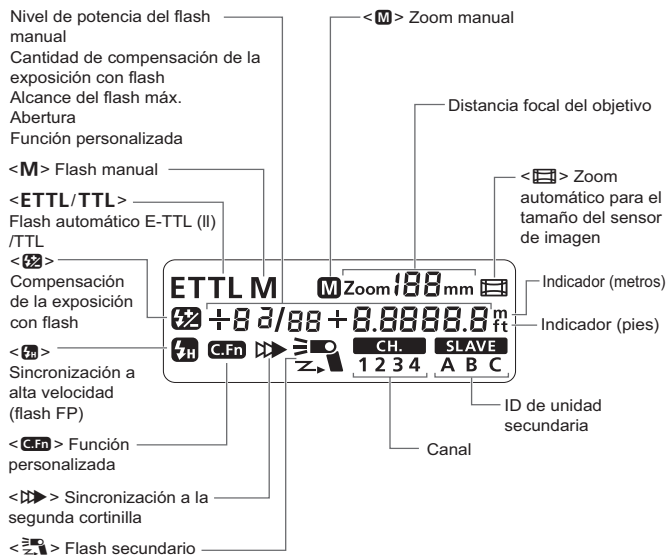 Nivel de potencia del flash
manual
Cantidad de compensación de la
exposición con flash
Alcance del flash máx.
Abertura
Función personalizada
<M> Flash manual
<ETTL/TTL>
Flash automático E-TTL (II)
/TTL
< >
Compensación
de la exposición
con flash
<H>
Sincronización a
alta velocidad
(flash FP)
<C.Fn> Función
personalizada
< > Sincronización a la
segunda cortinilla
< > Flash secundario
<M> Zoom manual
Distancia focal del objetivo
< > Zoom
automático para el
tamaño del sensor
de imagen
Indicador (metros)
Indicador (pies)
ID de unidad
secundaria
Canal
ETTL M M Zoom 188 mm
+8 8/88 +8.8888.8 m ft
H C.Fn CH. SLAVE
1 2 3 4 A B C